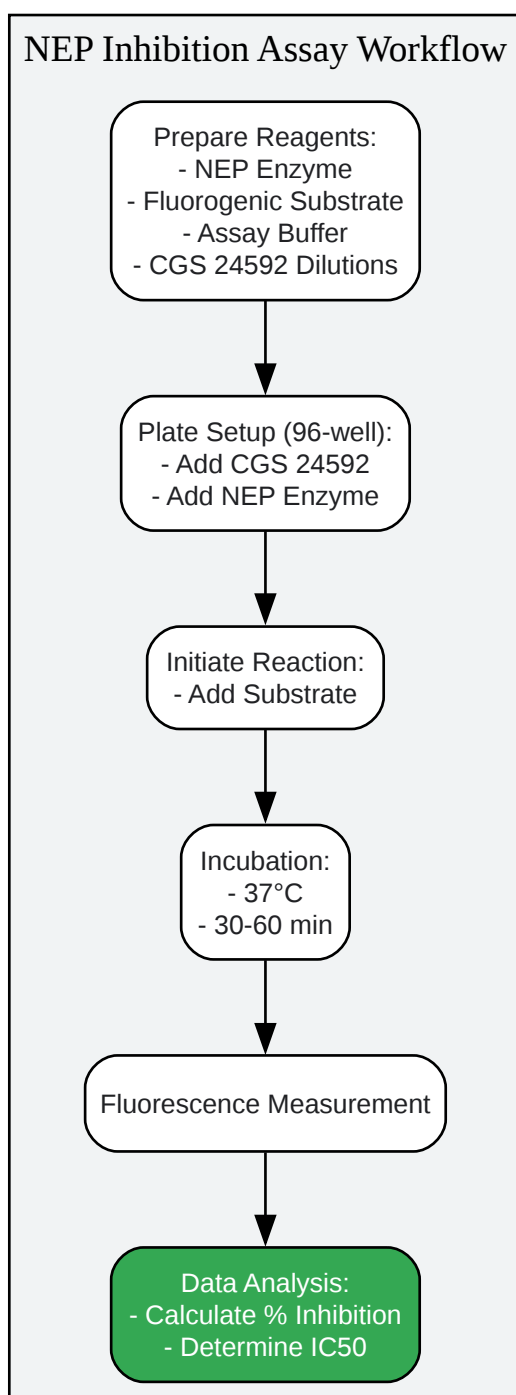 NEP Inhibition Assay Workflow
Prepare Reagents:
- NEP Enzyme
- Fluorogenic Substrate
- Assay Buffer
- CGS 24592 Dilutions
Plate Setup (96-well):
- Add CGS 24592
- Add NEP Enzyme
Initiate Reaction:
- Add Substrate
Incubation:
- 37°C
- 30-60 min
Fluorescence Measurement
Data Analysis:
- Calculate % Inhibition
- Determine IC50